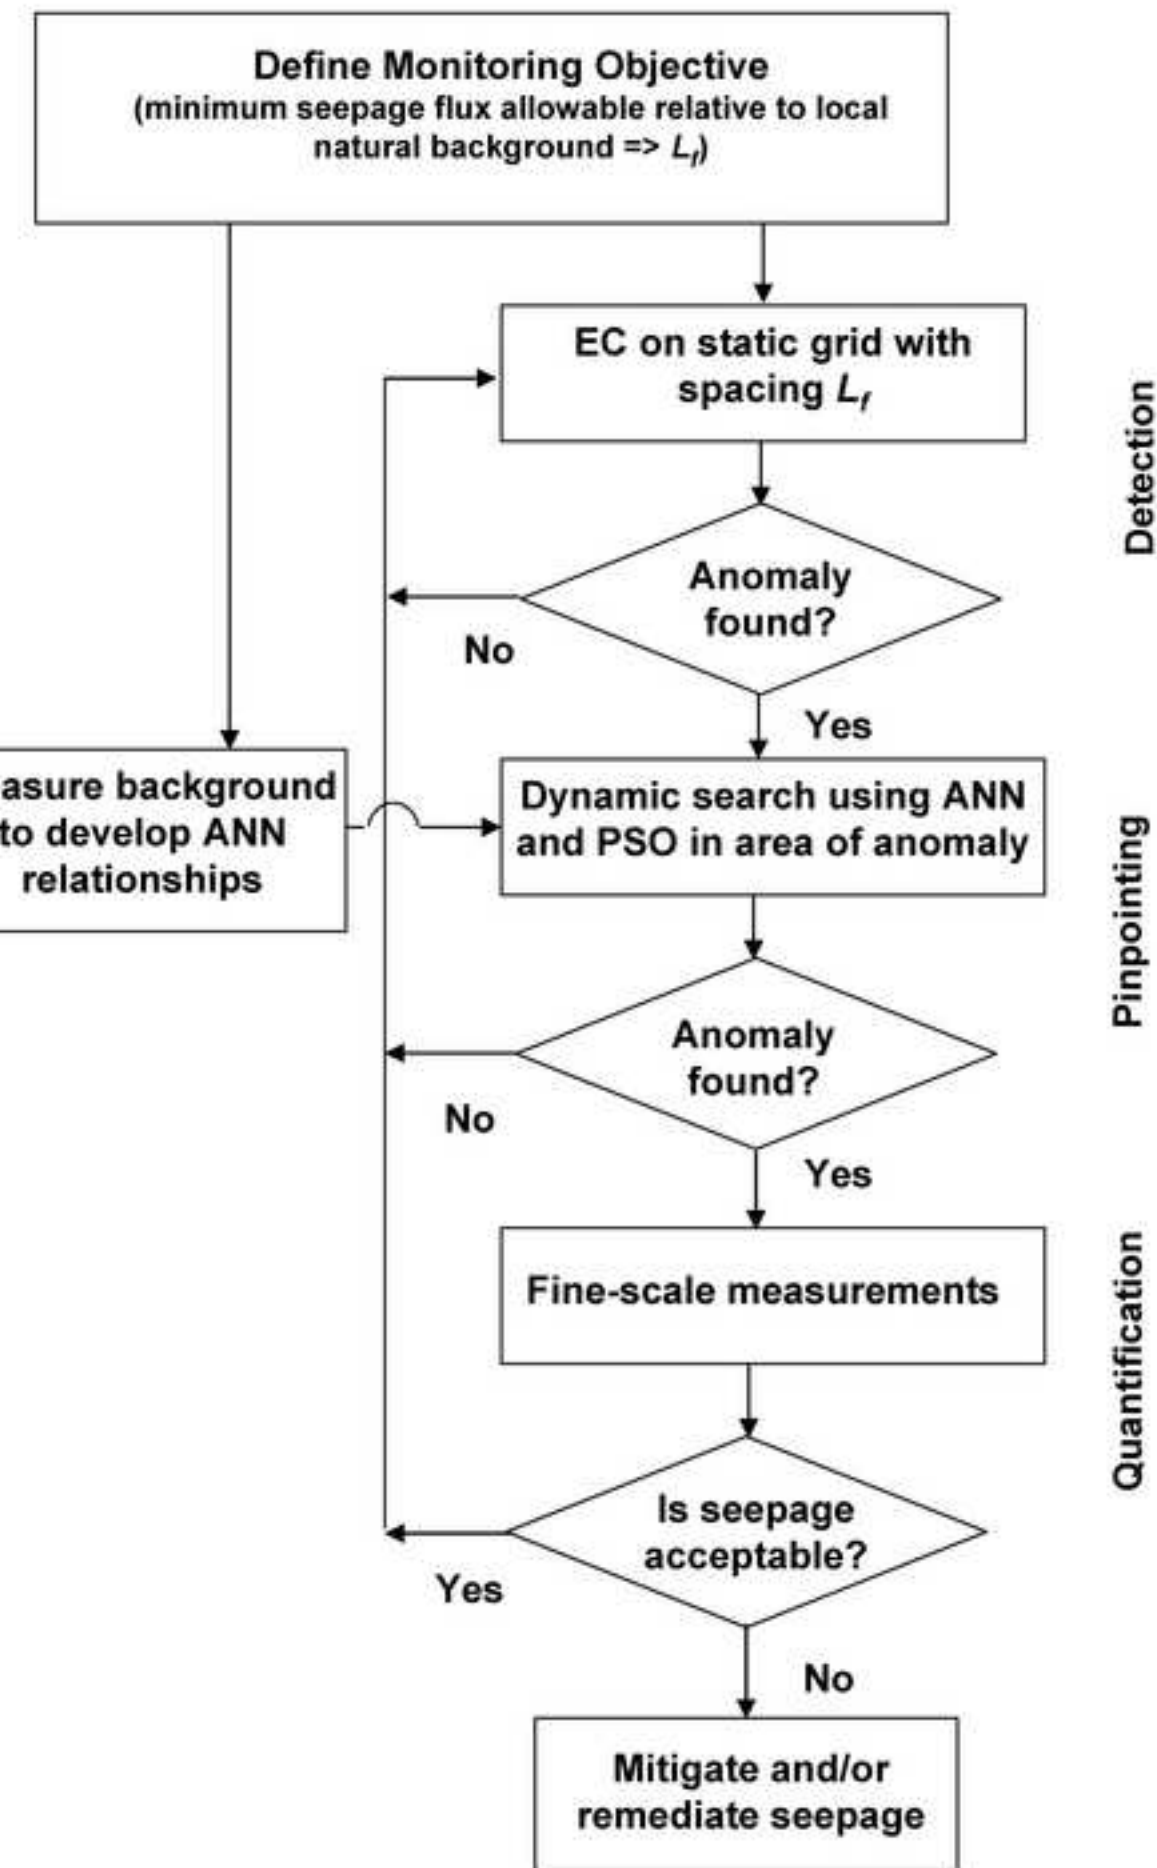 Define Monitoring Objective
(minimum seepage flux allowable relative to local
natural background => Lf)
EC on static grid with
spacing Lf
Detection
Anomaly
found?
No
Yes
asure background
to develop ANN
relationships
Dynamic search using ANN
and PSO in area of anomaly
Pinpointing
Anomaly
found?
No
Yes
Fine-scale measurements
Quantification
Is seepage
acceptable?
Yes
No
Mitigate and/or
remediate seepage